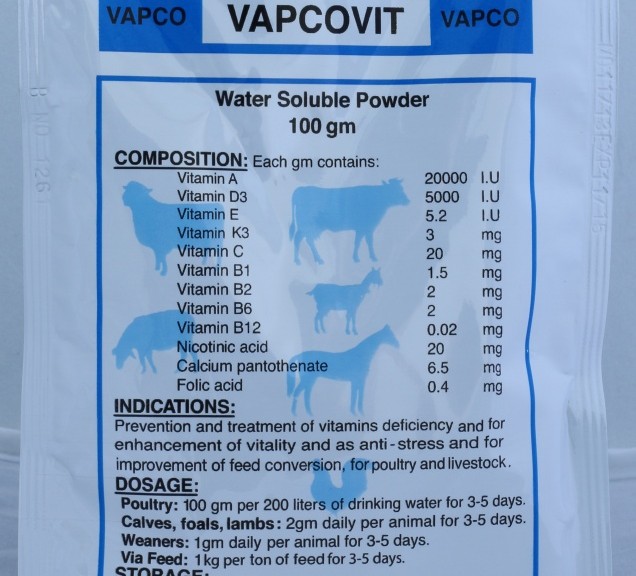 VAPCO VAPCOVIT VAPCO
Water Soluble Powder
100 gm
COMPOSITION: Each gm contains:
Vitamin A 20000 I.U
Vitamin D3 5000 I.U
Vitamin E 5.2 I.U
Vitamin K3 3 mg
Vitamin C 20 mg
Vitamin B1 1.5 mg
Vitamin B2 2 mg
Vitamin B6 2 mg
Vitamin B12 0.02 mg
Nicotinic acid 20 mg
Calcium pantothenate 6.5 mg
Folic acid 0.4 mg
INDICATIONS:
Prevention and treatment of vitamins deficiency and for
enhancement of vitality and as anti-stress and for
improvement of feed conversion, for poultry and livestock.
DOSAGE:
Poultry: 100 gm per 200 liters of drinking water for 3-5 days.
Calves, foals, lambs: 2gm daily per animal for 3-5 days.
Weaners: 1gm daily per animal for 3-5 days.
Via Feed: 1kg per ton of feed for 3-5 days.
STORAGE: